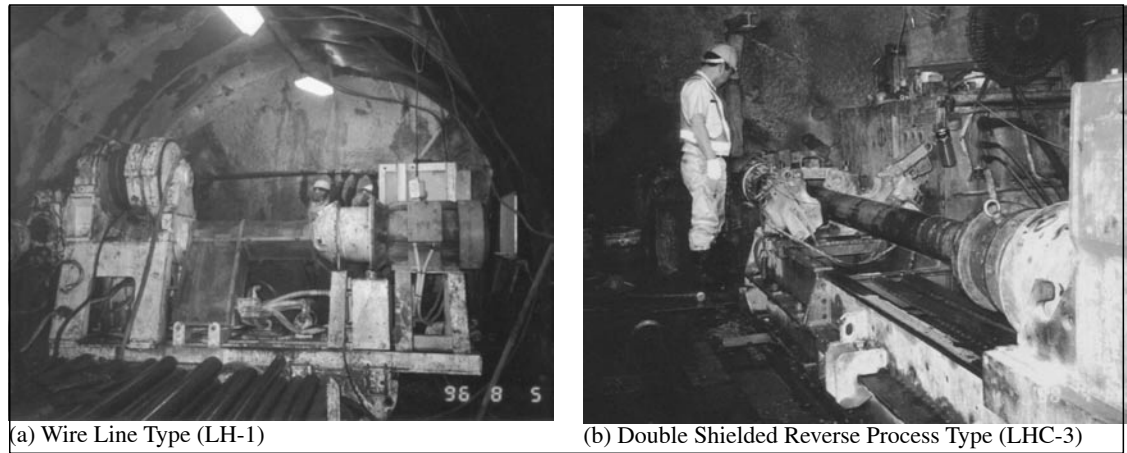 96 8 5
(a) Wire Line Type (LH-1)
(b) Double Shielded Reverse Process Type (LHC-3)